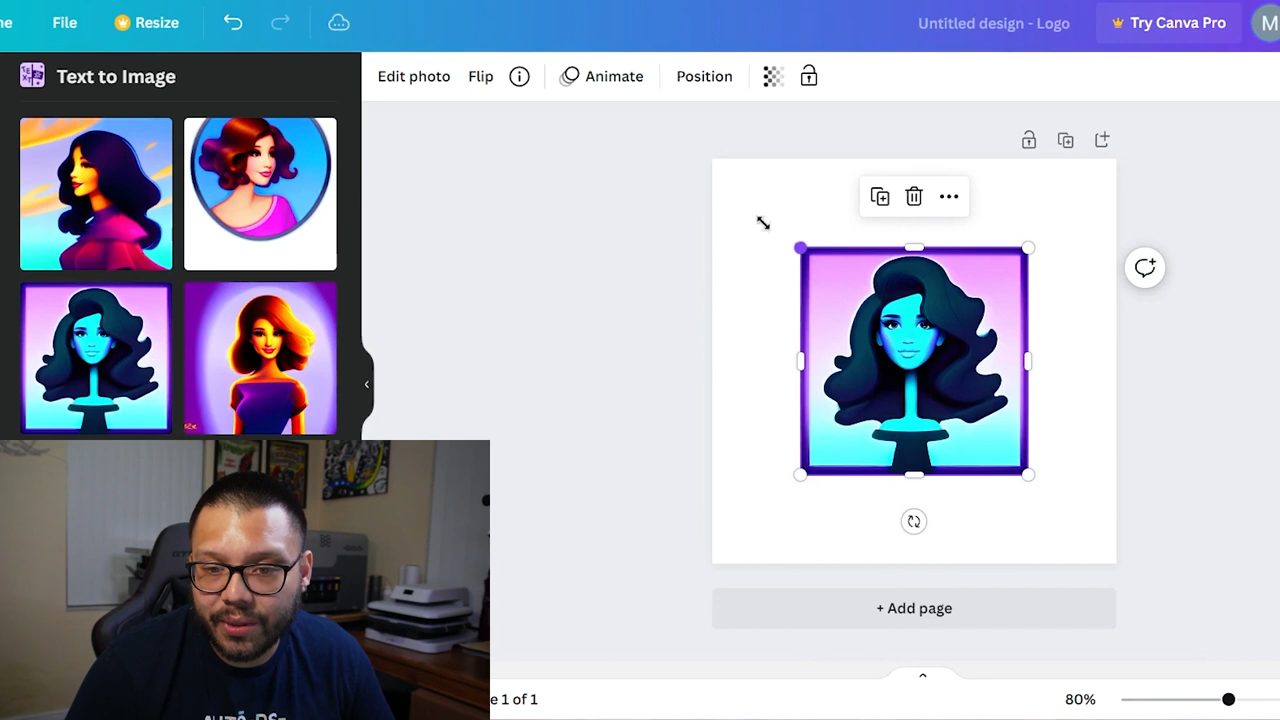 ne File Resize Untitled design - Logo Try Canva Pro M
Text to Image
Edit photo Flip Animate Position
+ Add page
e 1 of 1 80%